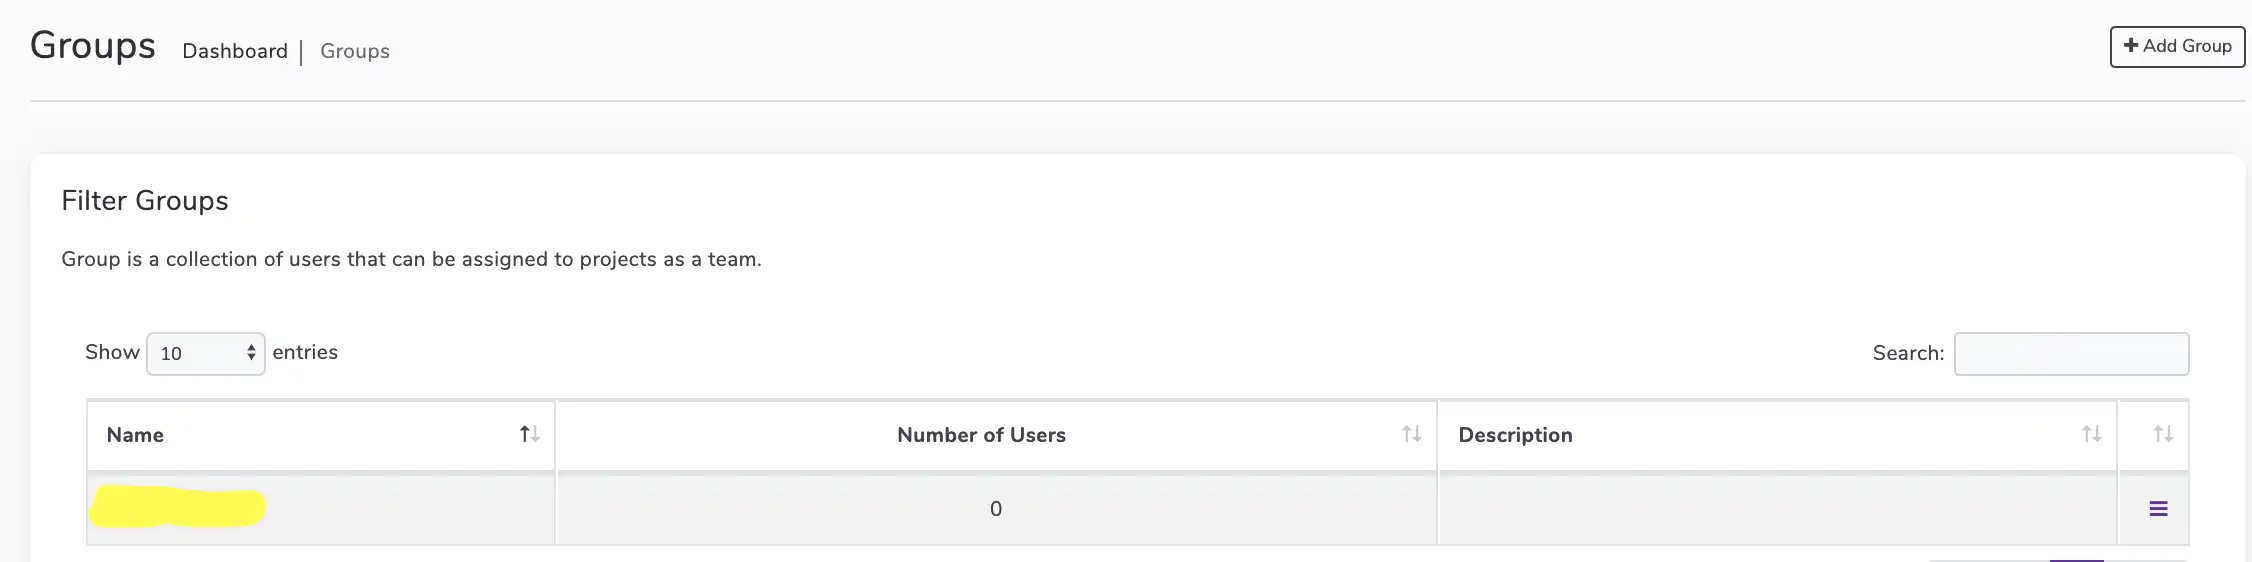 Groups Dashboard | Groups
+ Add Group
Filter Groups
Group is a collection of users that can be assigned to projects as a team.
Show 10 entries
Search:
Name Number of Users Description
0